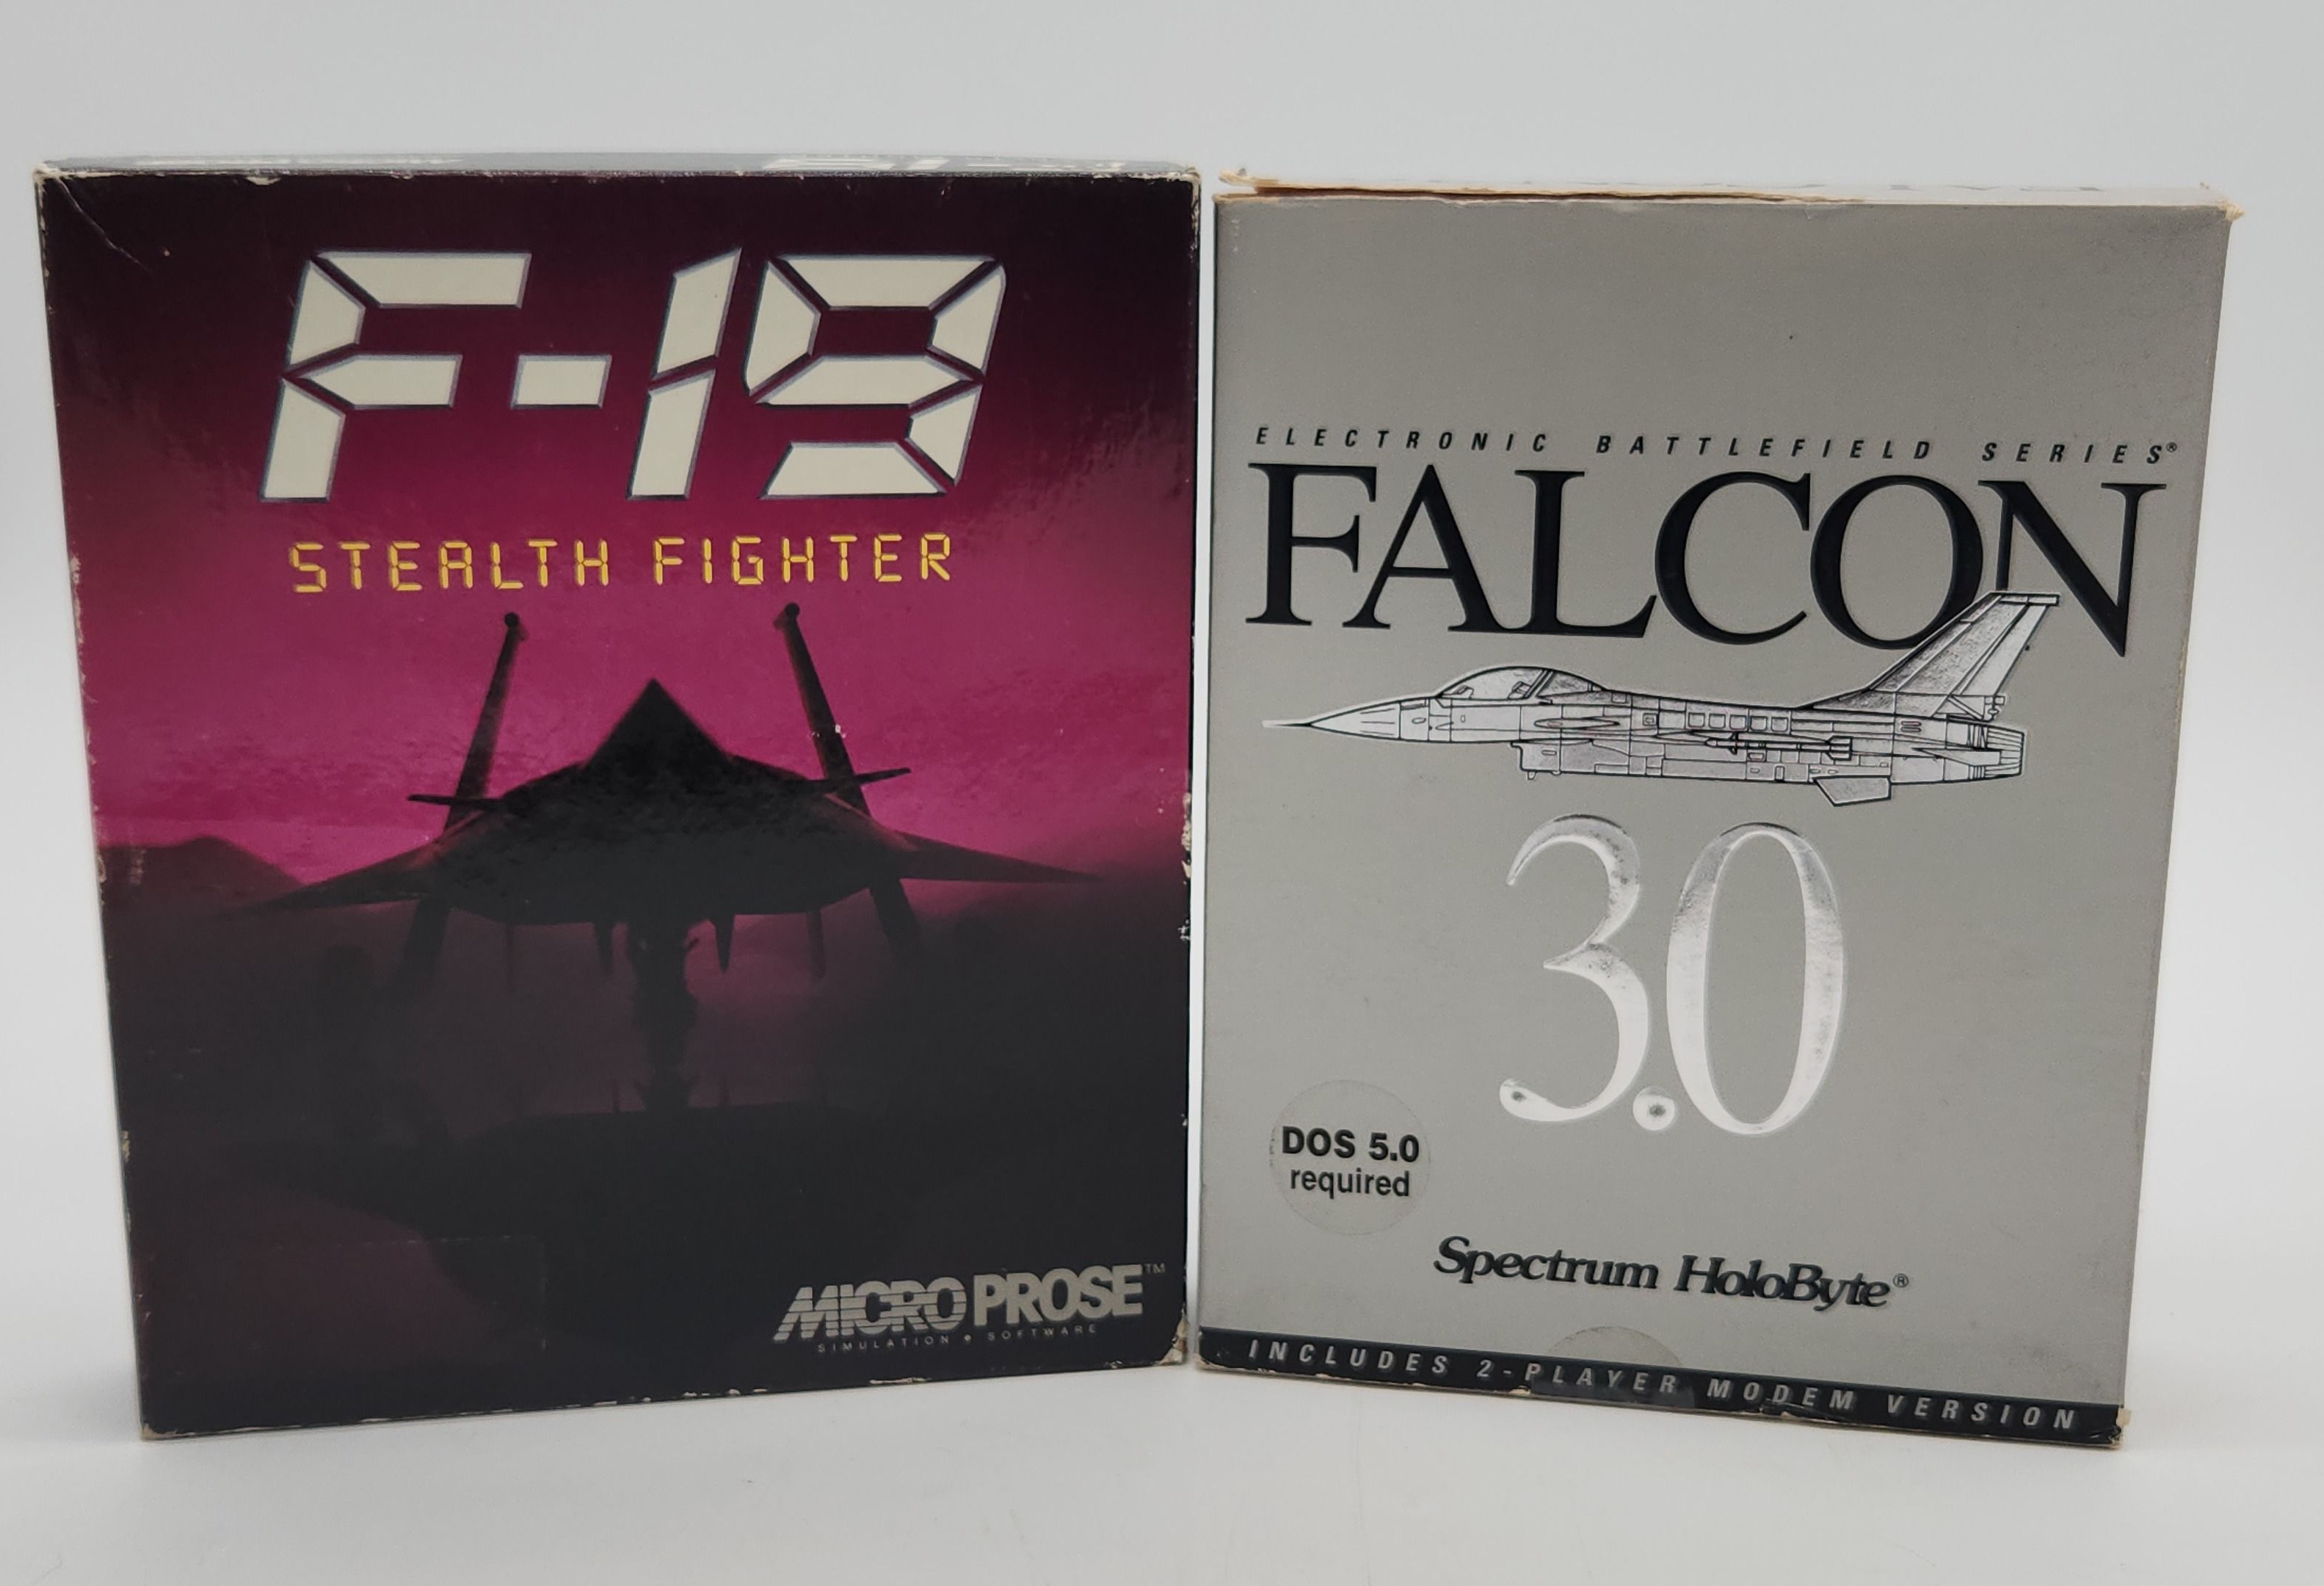 F-19
STEALTH FIGHTER
MICROPROSE™
SIMULATION • SOFTWARE
ELECTRONIC BATTLEFIELD SERIES®
FALCON
3.0
DOS 5.0
required
Spectrum HoloByte®
INCLUDES 2-PLAYER MODEM VERSION